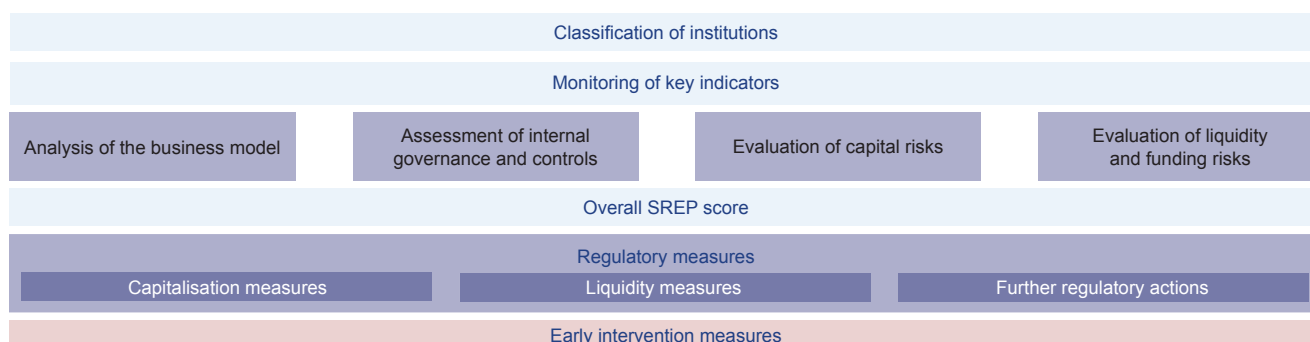 Classification of institutions
Monitoring of key indicators
Analysis of the business model
Assessment of internal
governance and controls
Evaluation of capital risks
Evaluation of liquidity
and funding risks
Overall SREP score
Regulatory measures
Capitalisation measures
Liquidity measures
Further regulatory actions
Early intervention measures